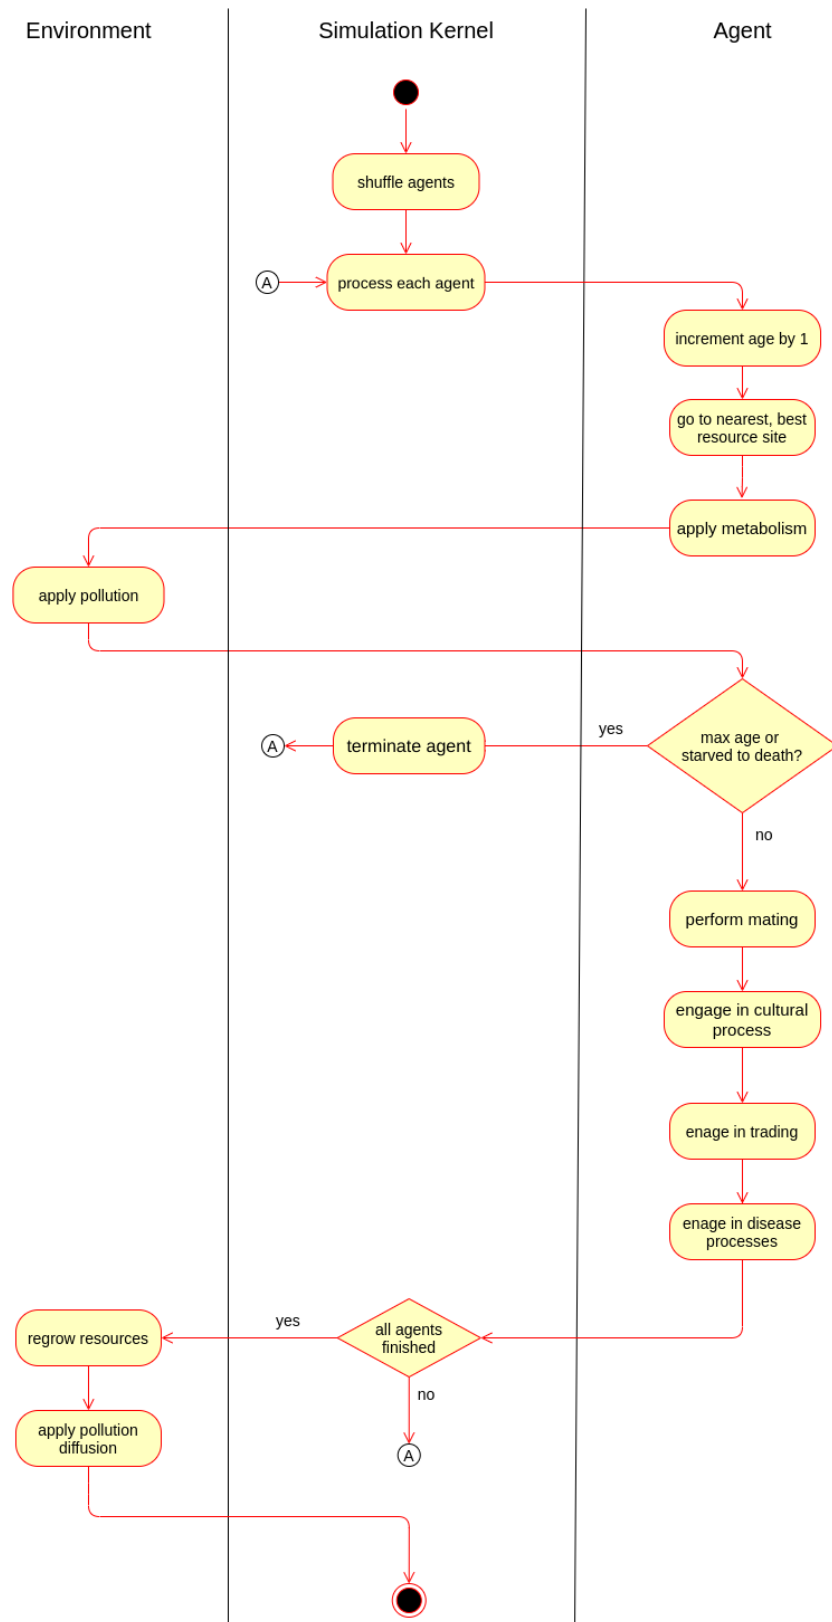 Environment
Simulation Kernel
Agent
shuffle agents
A
process each agent
increment age by 1
go to nearest, best
resource site
apply metabolism
apply pollution
max age or
starved to death?
yes
terminate agent
A
no
perform mating
engage in cultural
process
enage in trading
enage in disease
processes
all agents
finished
yes
regrow resources
no
A
apply pollution
diffusion